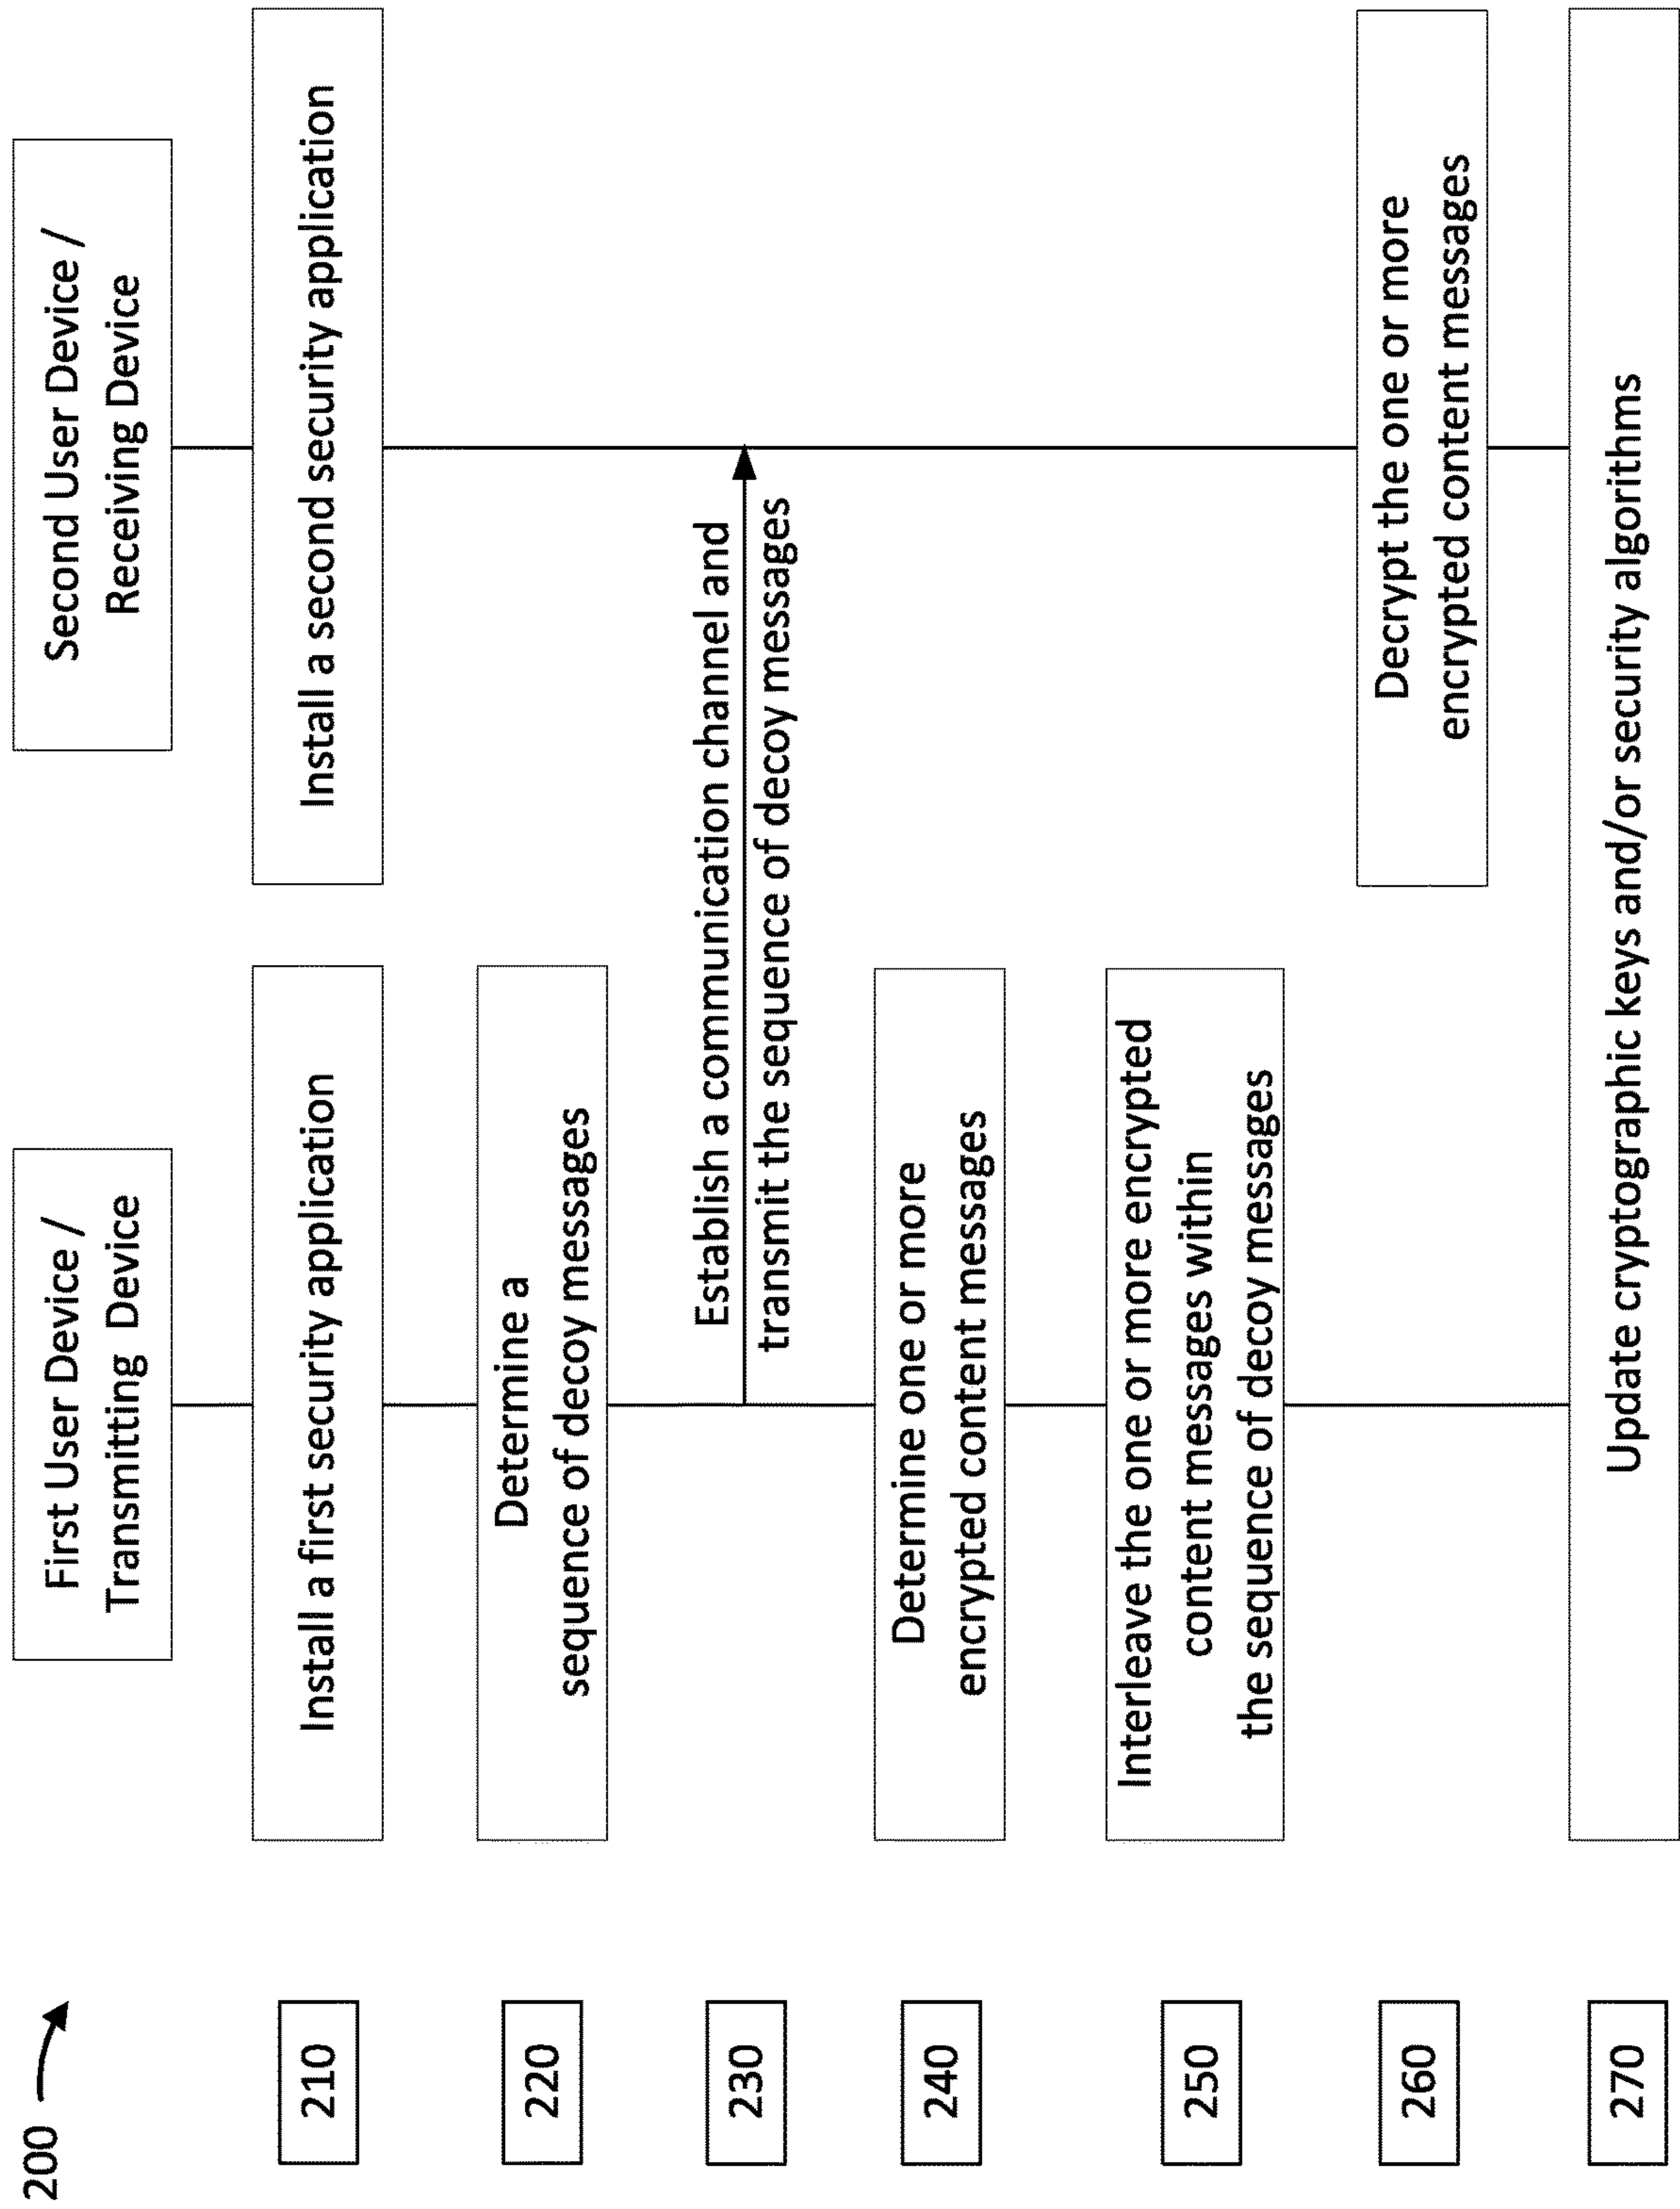 200
First User Device /
Transmitting Device
Second User Device /
Receiving Device
210
Install a first security application
Install a second security application
220
Determine a
sequence of decoy messages
230
Establish a communication channel and
transmit the sequence of decoy messages
240
Determine one or more
encrypted content messages
250
Interleave the one or more encrypted
content messages within
the sequence of decoy messages
260
Decrypt the one or more
encrypted content messages
270
Update cryptographic keys and/or security algorithms